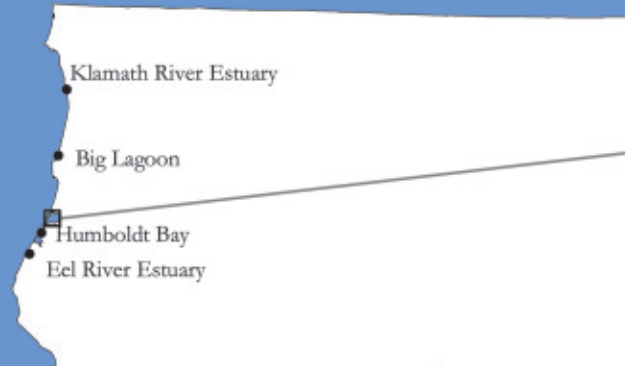 Klamath River Estuary
Big Lagoon
Humboldt Bay
Eel River Estuary